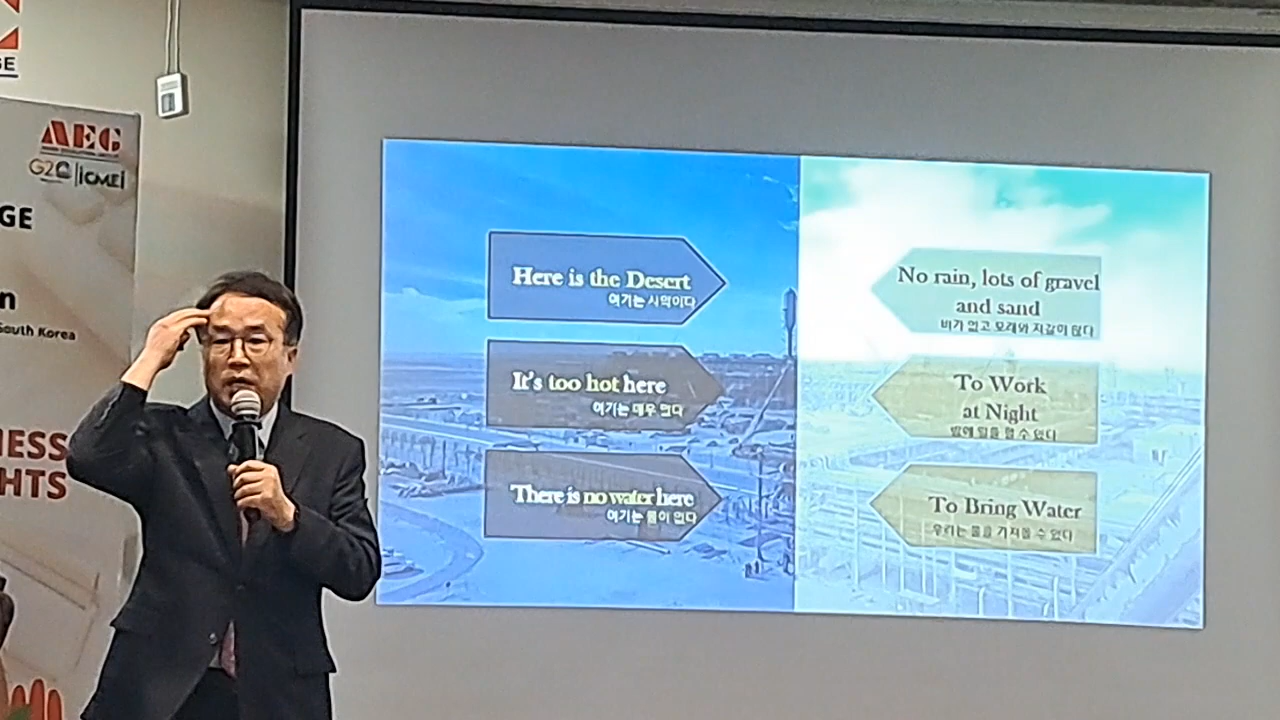 GE
AEG
G2C ICMEI
GE
n
South Korea
NESS
HTS
Here is the Desert
여기는 사막이다
It's too hot here
여기는 매우 덥다
There is no water here
여기는 물이 없다
No rain, lots of gravel
and sand
비가 없고 모래와 자갈이 많다
To Work
at Night
밤에 일을 할 수 있다
To Bring Water
우리는 물을 가져올 수 있다